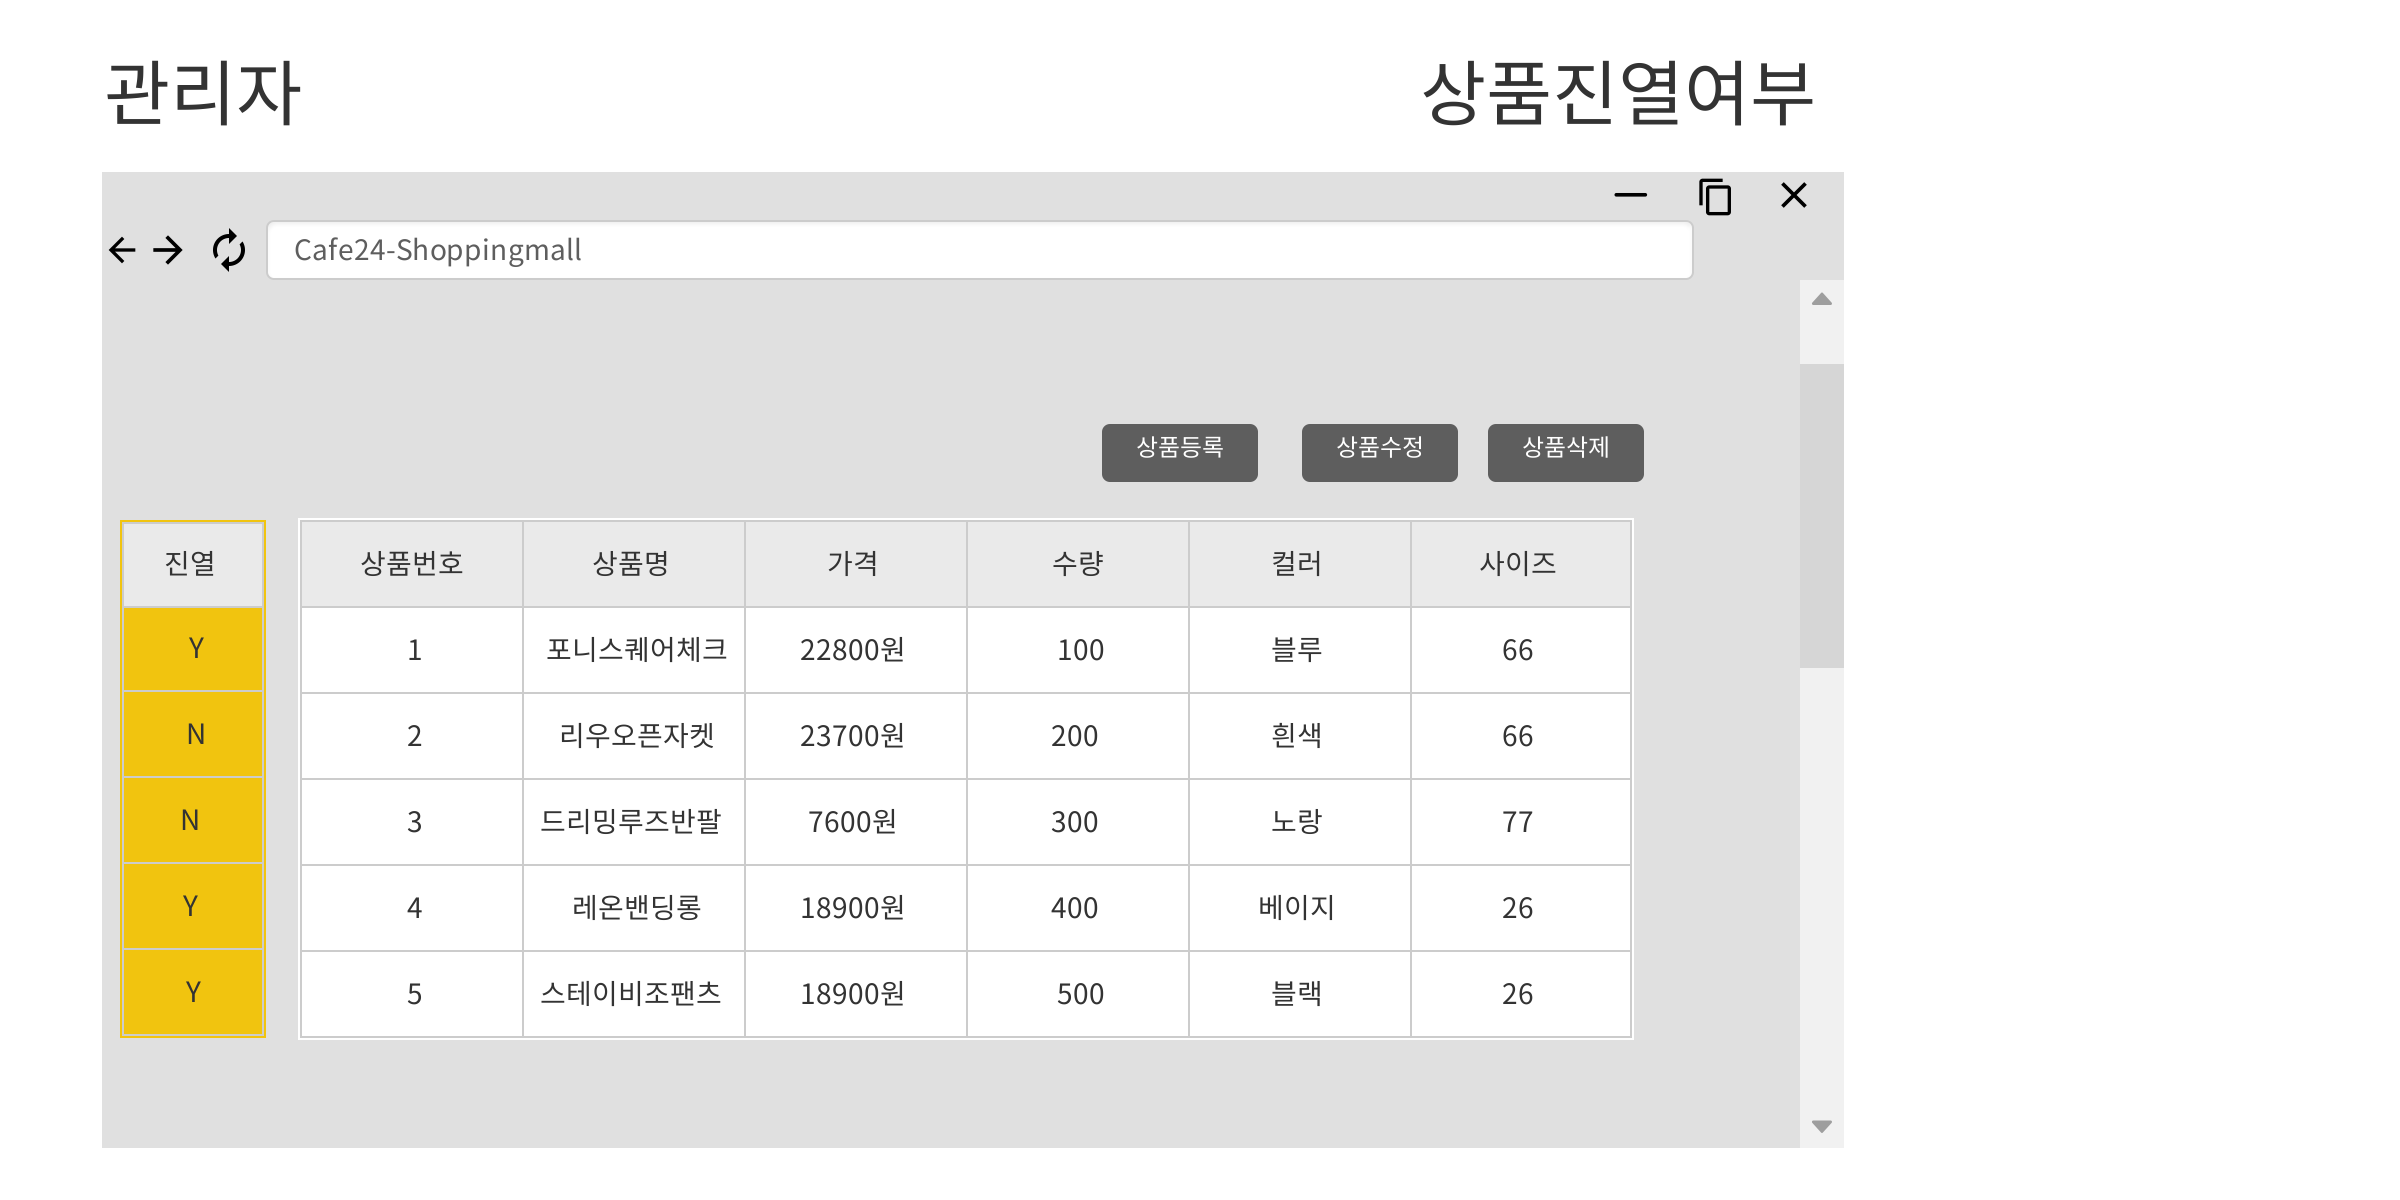 관리자 상품진열여부
Cafe24-Shoppingmall
상품등록 상품수정 상품삭제
진열 상품번호 상품명 가격 수량 컬러 사이즈
Y 1 포니스퀘어체크 22800원 100 블루 66
N 2 리우오픈자켓 23700원 200 흰색 66
N 3 드리밍루즈반팔 7600원 300 노랑 77
Y 4 레온밴딩롱 18900원 400 베이지 26
Y 5 스테이비조팬츠 18900원 500 블랙 26